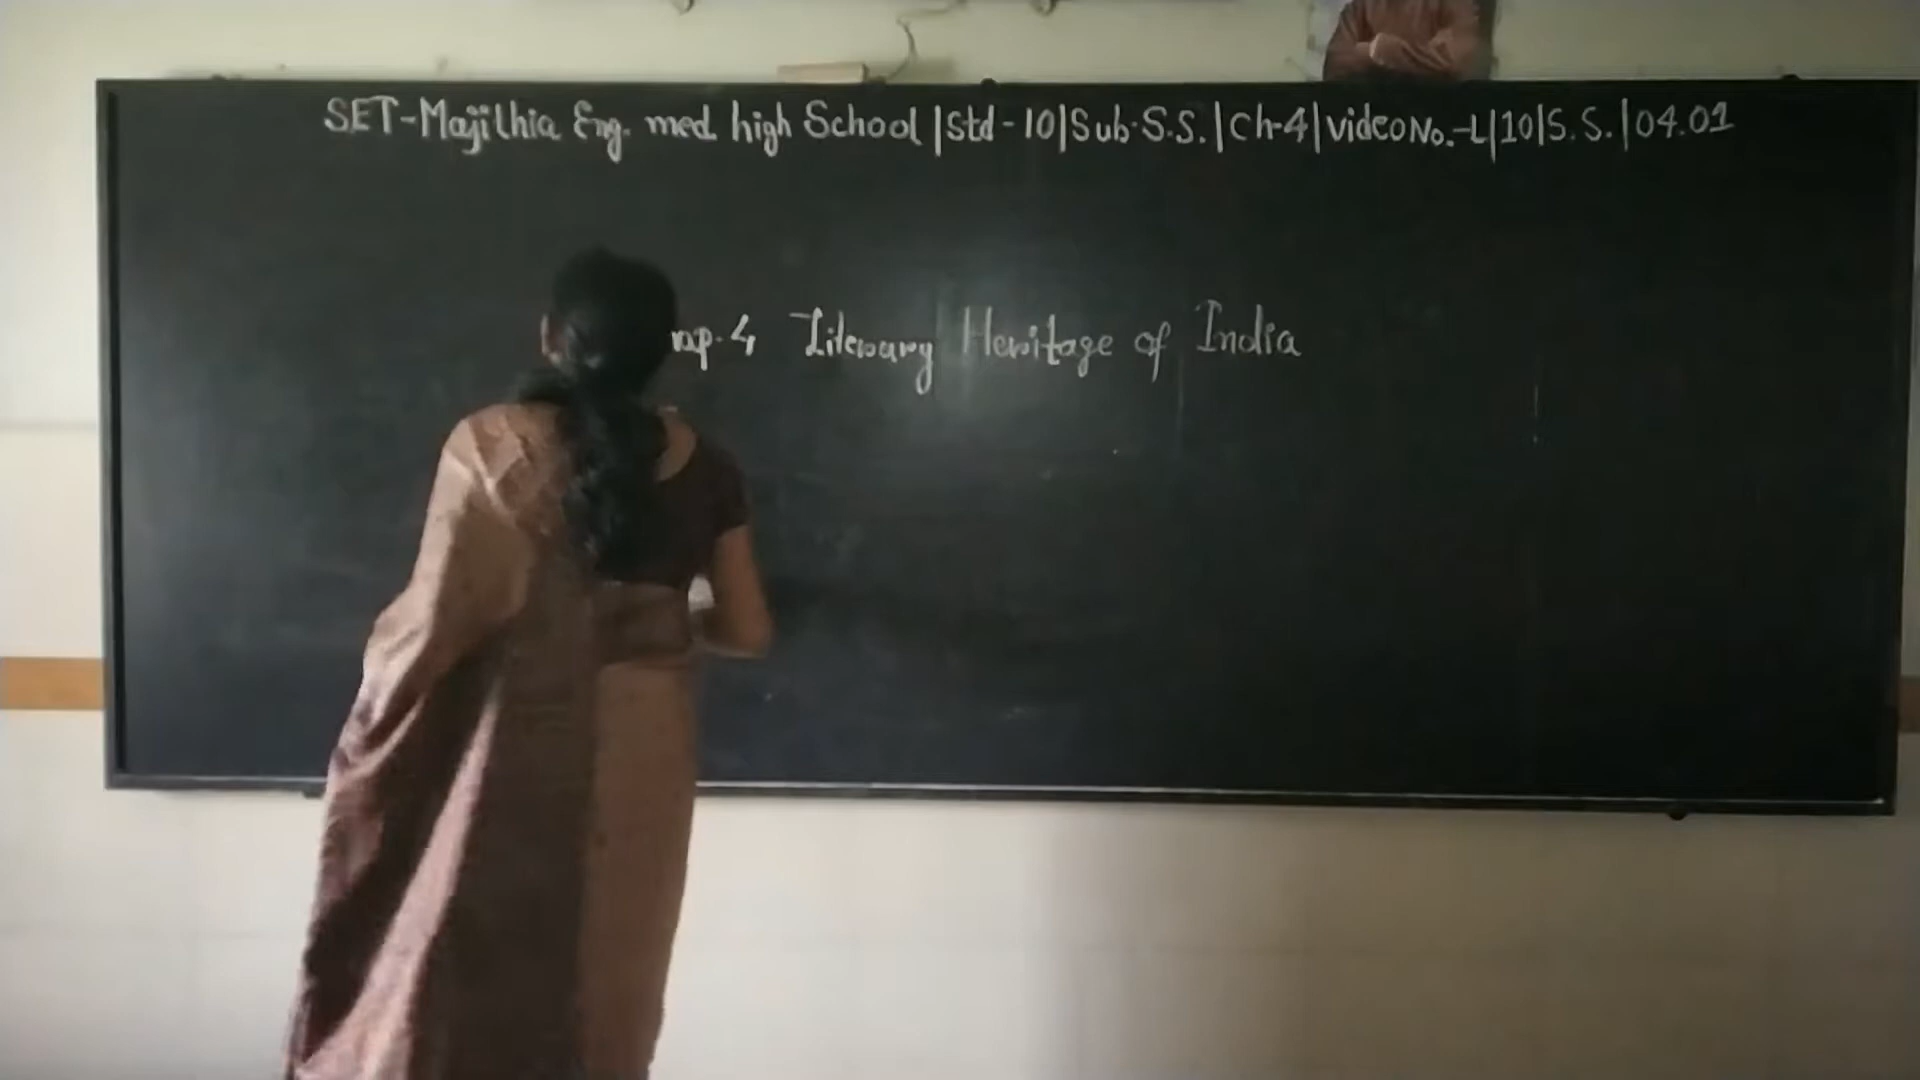 SET-Majithia Eng. med high School |Std-10|Sub-S.S.|Ch-4|VideoNo.-L|10|S.S.|04.01
ap.4 Literary Heritage of India